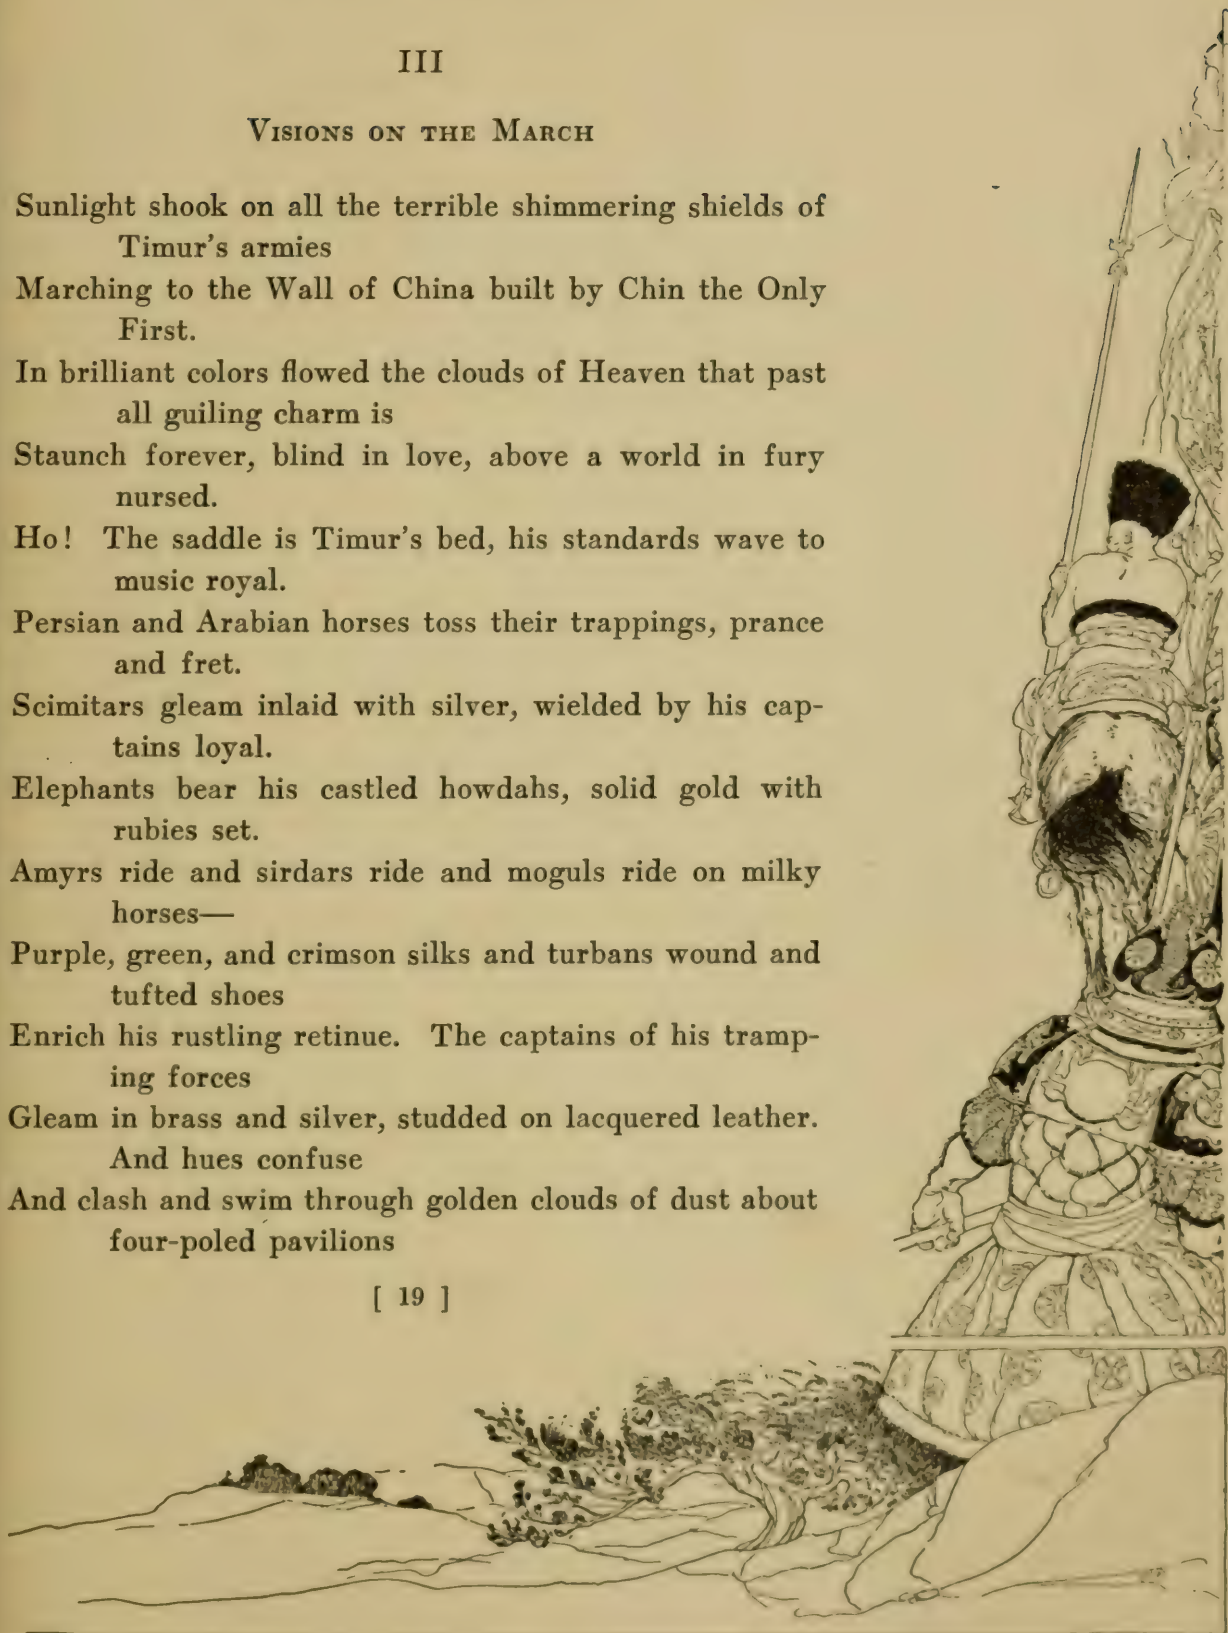 III
Visions on the March
Sunlight shook on all the terrible shimmering shields of
Timur's armies
Marching to the Wall of China built by Chin the Only
First.
In brilliant colors flowed the clouds of Heaven that past
all guiling charm is
Staunch forever, blind in love, above a world in fury
nursed.
Ho! The saddle is Timur's bed, his standards wave to
music royal.
Persian and Arabian horses toss their trappings, prance
and fret.
Scimitars gleam inlaid with silver, wielded by his cap-
tains loyal.
Elephants bear his castled howdahs, solid gold with
rubies set.
Amyrs ride and sirdars ride and moguls ride on milky
horses—
Purple, green, and crimson silks and turbans wound and
tufted shoes
Enrich his rustling retinue. The captains of his tramp-
ing forces
Gleam in brass and silver, studded on lacquered leather.
And hues confuse
And clash and swim through golden clouds of dust about
four-poled pavilions
[ 19 ]